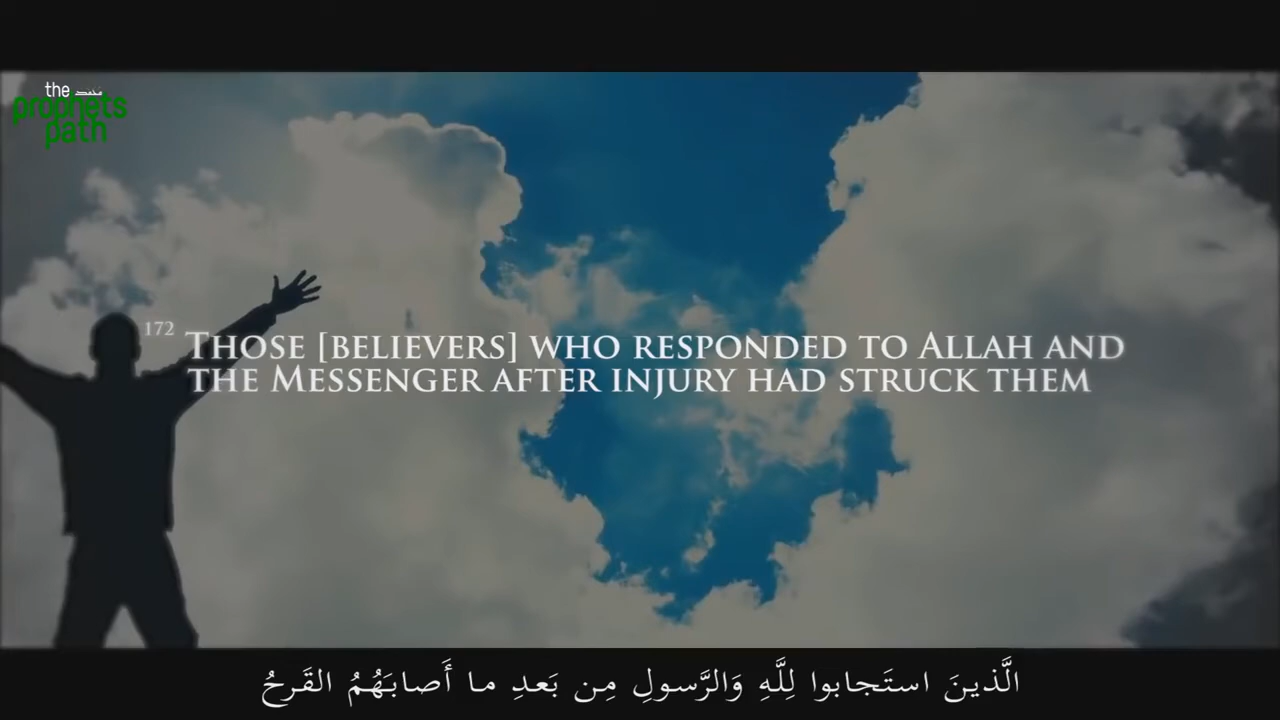 the
prophets
path
172 THOSE [BELIEVERS] WHO RESPONDED TO ALLAH AND
THE MESSENGER AFTER INJURY HAD STRUCK THEM
الَّذينَ استَجابوا لِلَّهِ وَالرَّسولِ مِن بَعدِ ما أَصابَهُمُ القَرحُ